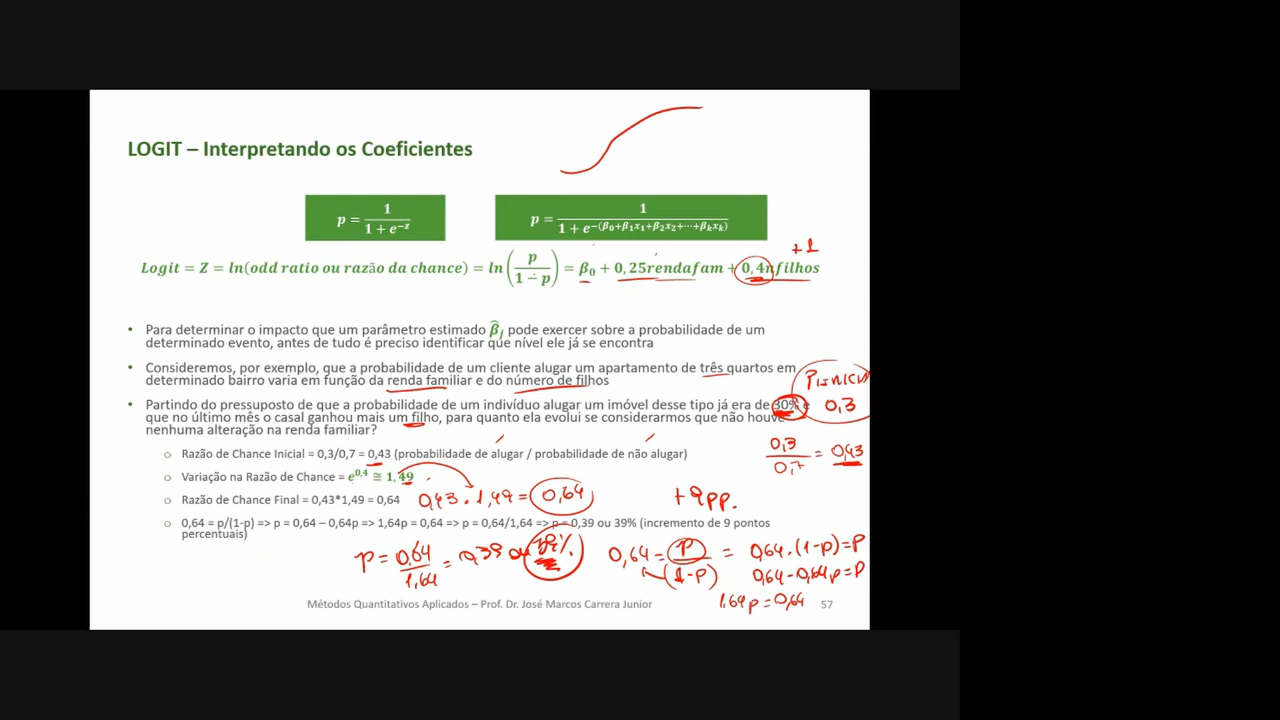 LOGIT – Interpretando os Coeficientes
p = 1 / (1 + e^(-z))
p = 1 / (1 + e^(-(β0+β1x1+β2x2+⋯+βkxk)))
+1
Logit = Z = ln(odd ratio ou razão da chance) = ln(p / (1 − p)) = β0 + 0,25rendafam + 0,4nfilhos
• Para determinar o impacto que um parâmetro estimado β̂j pode exercer sobre a probabilidade de um
determinado evento, antes de tudo é preciso identificar que nível ele já se encontra
• Consideremos, por exemplo, que a probabilidade de um cliente alugar um apartamento de três quartos em
determinado bairro varia em função da renda familiar e do número de filhos
• Partindo do pressuposto de que a probabilidade de um indivíduo alugar um imóvel desse tipo já era de 30% e
que no último mês o casal ganhou mais um filho, para quanto ela evolui se considerarmos que não houve
nenhuma alteração na renda familiar?
0,3
0,3 / 0,7 = 0,43
o Razão de Chance Inicial = 0,3/0,7 = 0,43 (probabilidade de alugar / probabilidade de não alugar)
o Variação na Razão de Chance = e^0,4 ≅ 1,49
o Razão de Chance Final = 0,43*1,49 = 0,64
0,43 . 1,49 = 0,64
+9pp.
o 0,64 = p/(1-p) => p = 0,64 – 0,64p => 1,64p = 0,64 => p = 0,64/1,64 => p = 0,39 ou 39% (incremento de 9 pontos
percentuais)
p = 0,64 / 1,64 = 0,39 ou 39%
0,64 = p / (1-p) = 0,64.(1-p)=p
0,64-0,64p=p
1,64p=0,64
Métodos Quantitativos Aplicados – Prof. Dr. José Marcos Carrera Junior
57